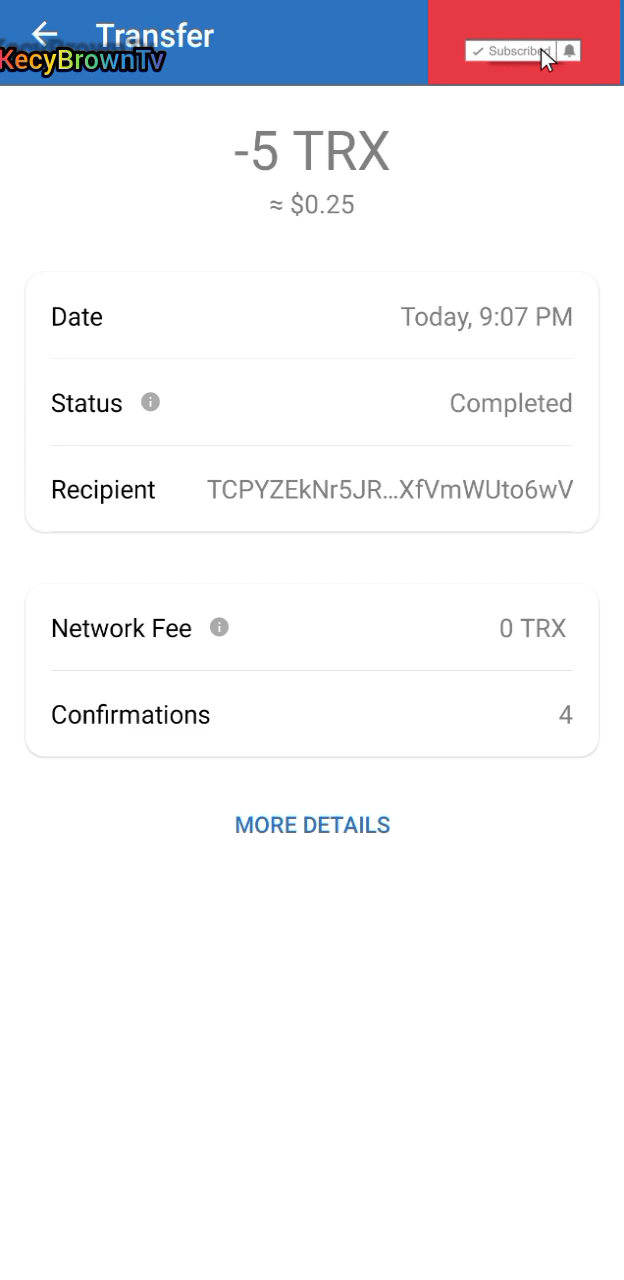 Transfer
KecyBrownTv
Subscribed
-5 TRX
≈ $0.25
Date Today, 9:07 PM
Status Completed
Recipient TCPYZEkNr5JR...XfVmWUto6wV
Network Fee 0 TRX
Confirmations 4
MORE DETAILS